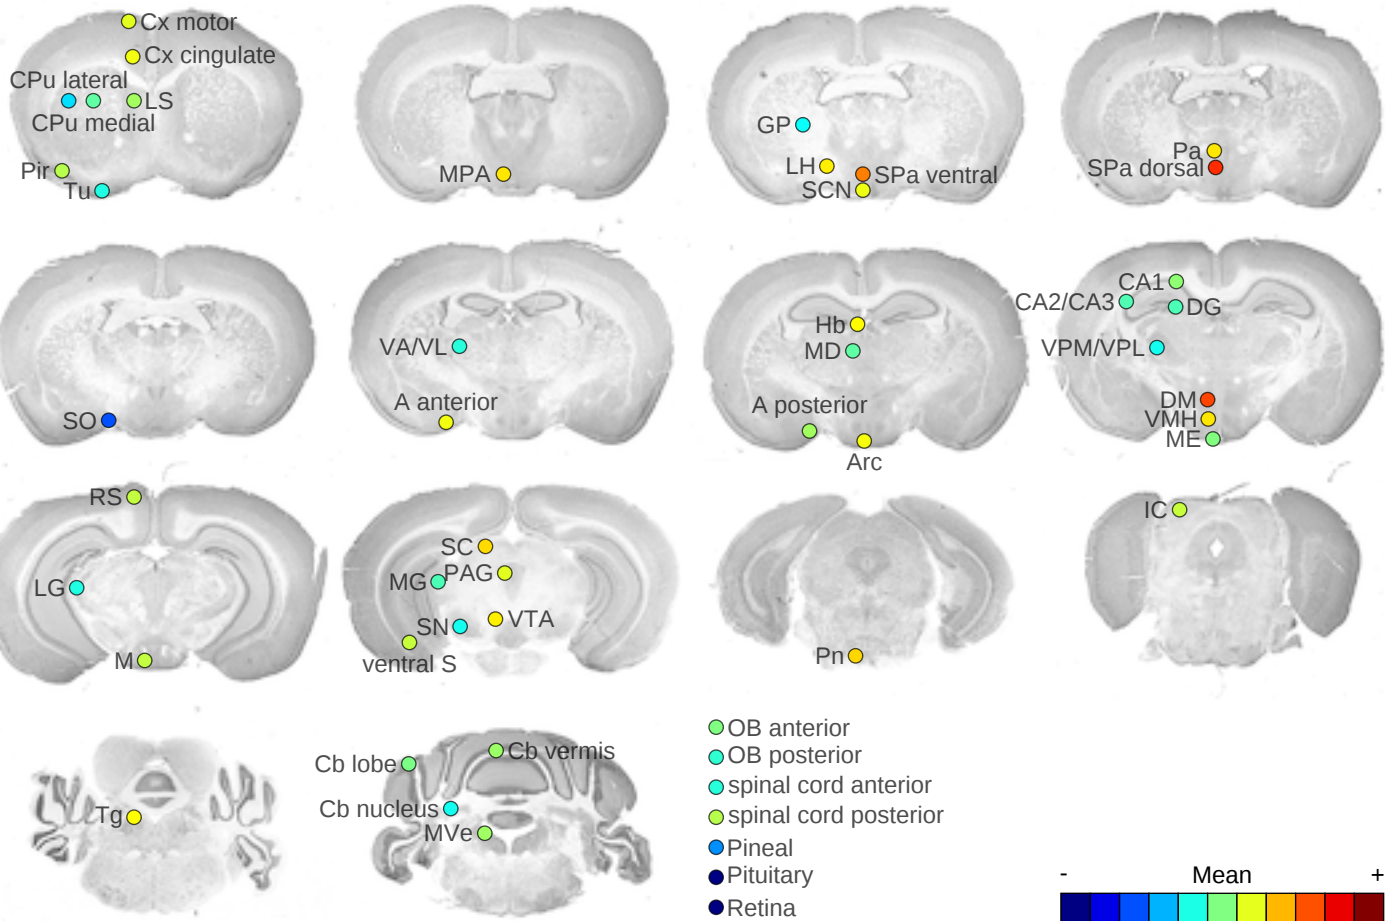 Cx motor
Cx cingulate
CPu lateral
LS
CPu medial
Pir
Tu
MPA
GP
LH
SPa ventral
SCN
Pa
SPa dorsal
SO
VA/VL
A anterior
Hb
MD
A posterior
Arc
CA1
CA2/CA3
DG
VPM/VPL
DM
VMH
ME
RS
LG
M
SC
PAG
MG
VTA
SN
ventral S
Pn
IC
Tg
Cb vermis
Cb lobe
Cb nucleus
MVe
OB anterior
OB posterior
spinal cord anterior
spinal cord posterior
Pineal
Pituitary
Retina
- Mean +